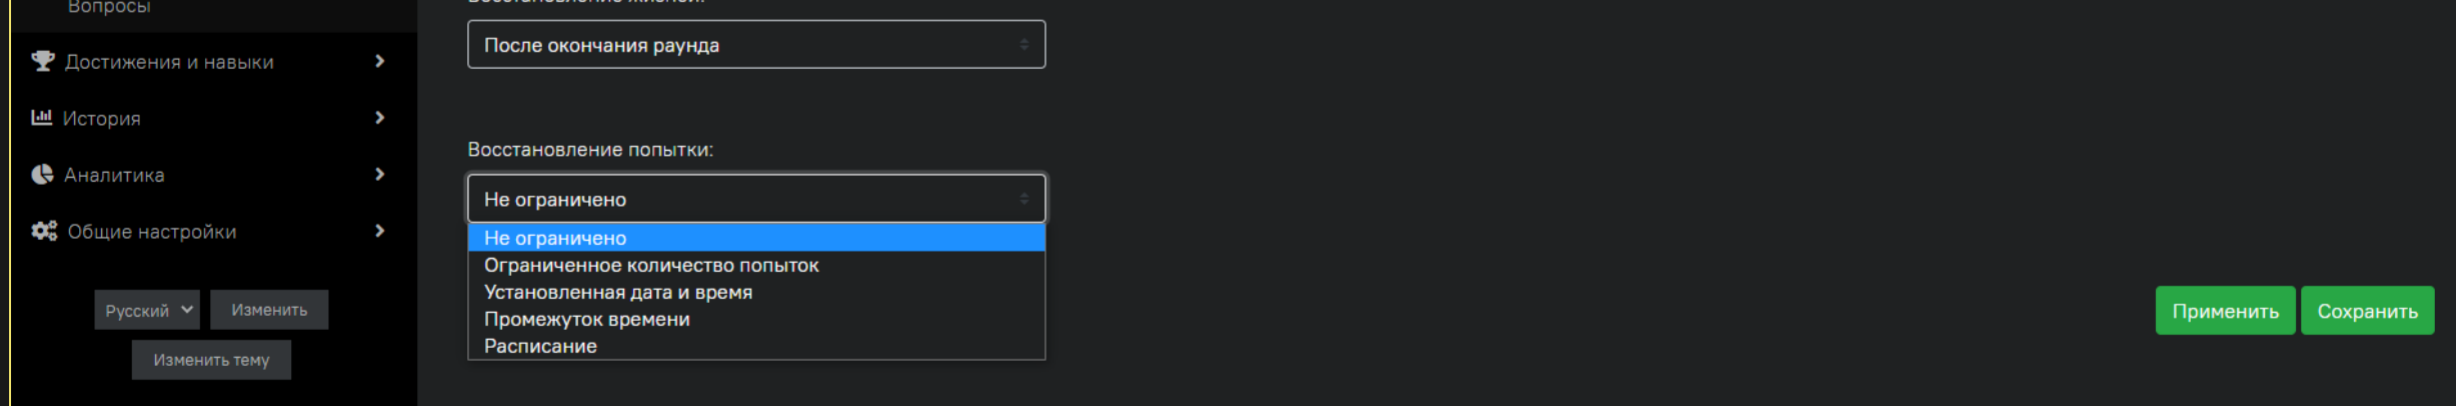 Вопросы
Достижения и навыки
История
Аналитика
Общие настройки
Русский
Изменить
Изменить тему
После окончания раунда
Восстановление попытки:
Не ограничено
Не ограничено
Ограниченное количество попыток
Установленная дата и время
Промежуток времени
Расписание
Применить
Сохранить